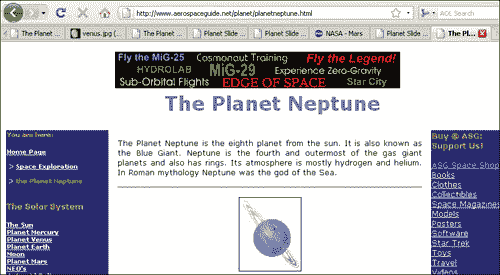 http://www.aerospaceguide.net/planet/planetneptune.html
AOL Search
The Planet ...
venus.jpg (...
The Planet ...
Planet Slide ...
Planet Slide ...
Planet Slide ...
NASA - Mars
Planet Slide ...
The Pl...
Fly the MiG-25 Cosmonaut Training Fly the Legend!
HYDROLAB MiG-29 Experience Zero-Gravity
Sub-Orbital Flights EDGE OF SPACE Star City
The Planet Neptune
You are here:
Home Page
> Space Exploration
> the Planet Neptune
The Solar System
The Sun
Planet Mercury
Planet Venus
Planet Earth
Moon
Planet Mars
NEO's
The Planet Neptune is the eighth planet from the sun. It is also known as
the Blue Giant. Neptune is the fourth and outermost of the gas giant
planets and also has rings. Its atmosphere is mostly hydrogen and helium.
In Roman mythology Neptune was the god of the Sea.
Buy @ ASG:
Support Us!
ASG Space Shop
Books
Clothes
Collectibles
Space Magazines
Models
Posters
Software
Star Trek
Toys
Travel
Videos